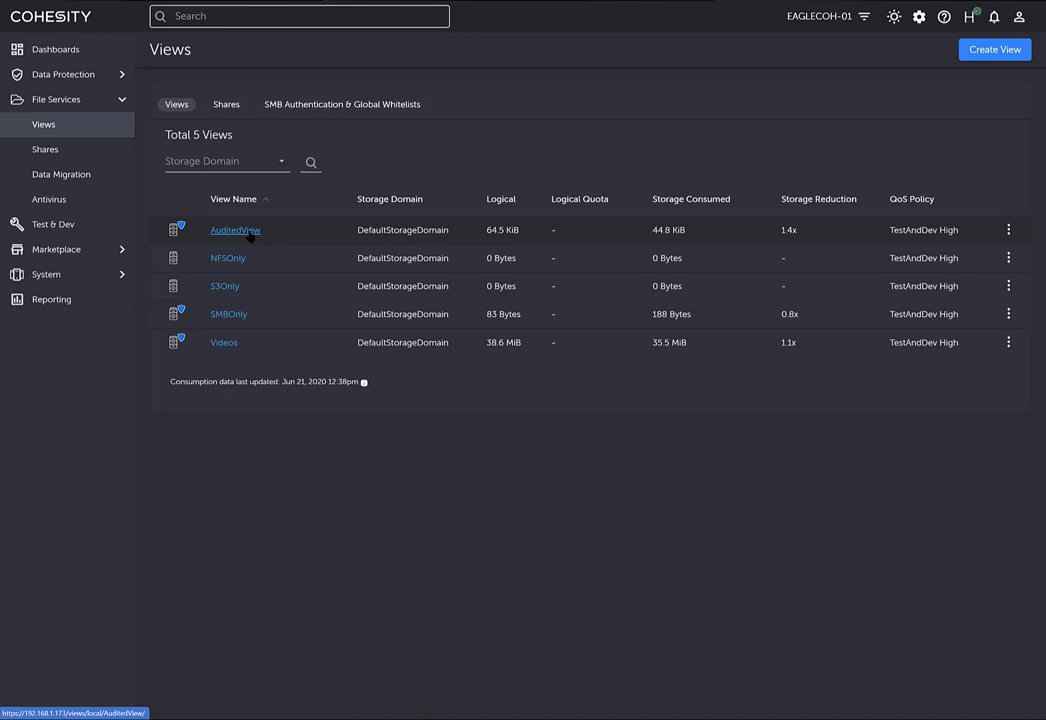 COHESITY
Search
EAGLECOH-01
H
Dashboards
Data Protection
File Services
Views
Shares
Data Migration
Antivirus
Test & Dev
Marketplace
System
Reporting
Views
Create View
Views Shares SMB Authentication & Global Whitelists
Total 5 Views
Storage Domain
View Name Storage Domain Logical Logical Quota Storage Consumed Storage Reduction QoS Policy
AuditedView DefaultStorageDomain 64.5 KiB - 44.8 KiB 1.4x TestAndDev High
NFSOnly DefaultStorageDomain 0 Bytes - 0 Bytes - TestAndDev High
S3Only DefaultStorageDomain 0 Bytes - 0 Bytes - TestAndDev High
SMBOnly DefaultStorageDomain 83 Bytes - 188 Bytes 0.8x TestAndDev High
Videos DefaultStorageDomain 38.6 MiB - 35.5 MiB 1.1x TestAndDev High
Consumption data last updated: Jun 21, 2020 12:38pm
https://192.168.1.173/views/local/AuditedView/